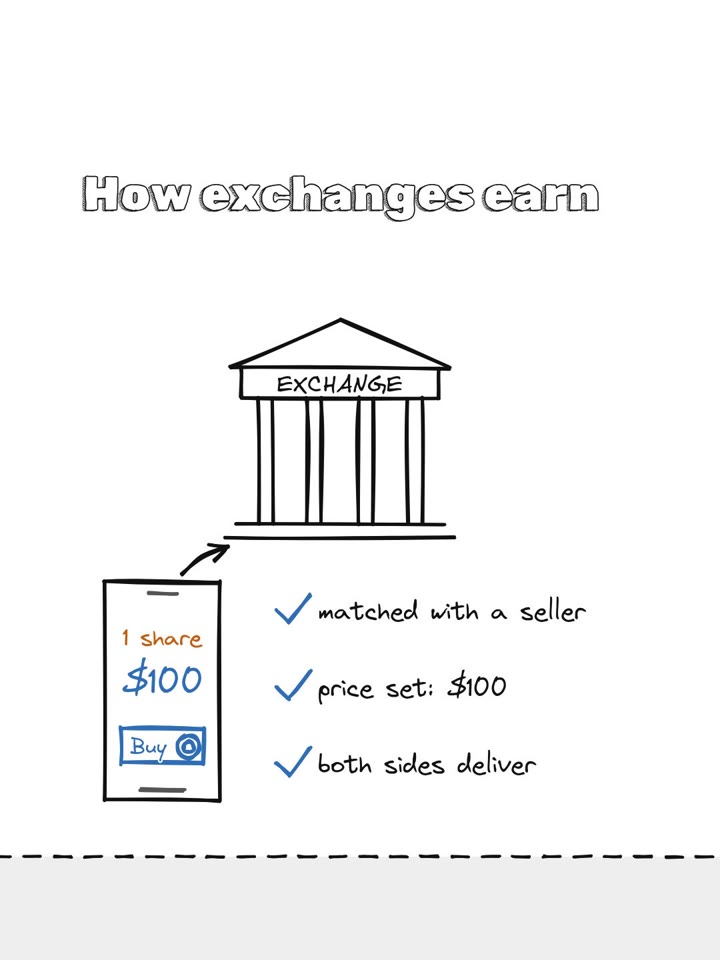 How exchanges earn
EXCHANGE
1 share
$100
Buy
matched with a seller
price set: $100
both sides deliver